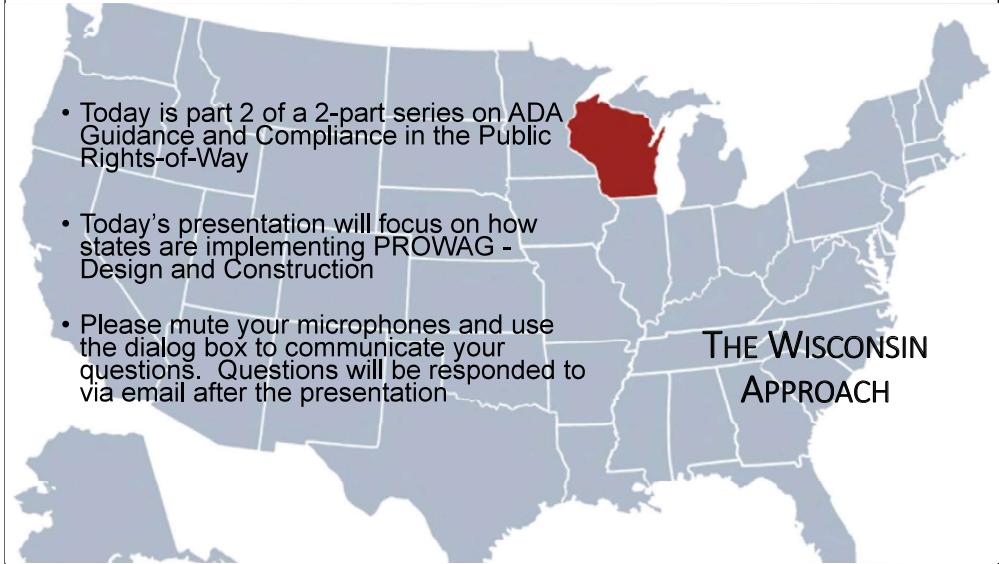 • Today is part 2 of a 2-part series on ADA
Guidance and Compliance in the Public
Rights-of-Way
• Today's presentation will focus on how
states are implementing PROWAG -
Design and Construction
• Please mute your microphones and use
the dialog box to communicate your
questions.  Questions will be responded to
via email after the presentation
THE WISCONSIN
APPROACH